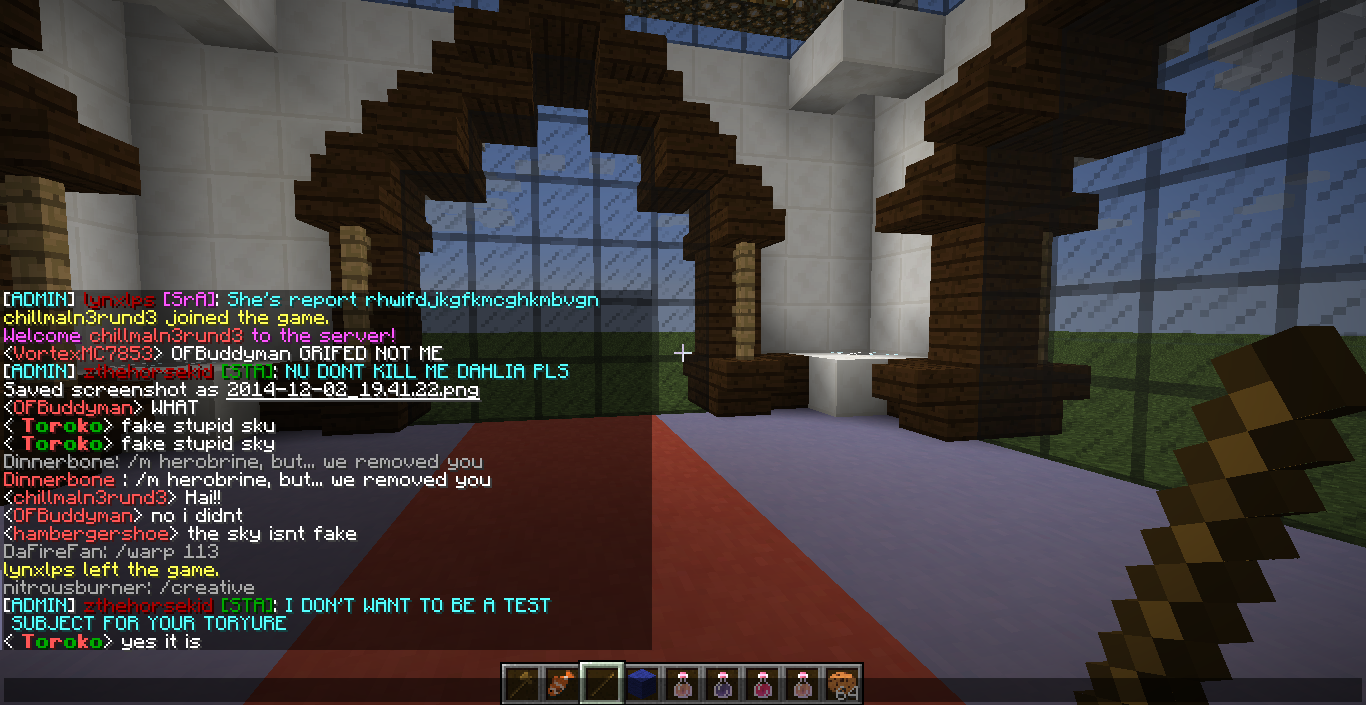 [ADMIN] lynxlps [SrA]: She's report rhwifdjkgfkmcghkmbvgn
chillmaln3rund3 joined the game.
Welcome chillmaln3rund3 to the server!
<VortexMC7853> OFBuddyman GRIFED NOT ME
[ADMIN] zthehorsekid [STA]: NU DONT KILL ME DAHLIA PLS
Saved screenshot as 2014-12-02_19.41.22.png
<OFBuddyman> WHAT
< Toroko> fake stupid sku
< Toroko> fake stupid sky
Dinnerbone: /m herobrine, but... we removed you
Dinnerbone : /m herobrine, but... we removed you
<chillmaln3rund3> Hai!!
<OFBuddyman> no i didnt
<hambergershoe> the sky isnt fake
DaFireFan: /warp 113
lynxlps left the game.
nitrousburner: /creative
[ADMIN] zthehorsekid [STA]: I DON'T WANT TO BE A TEST
SUBJECT FOR YOUR TORYURE
< Toroko> yes it is
64